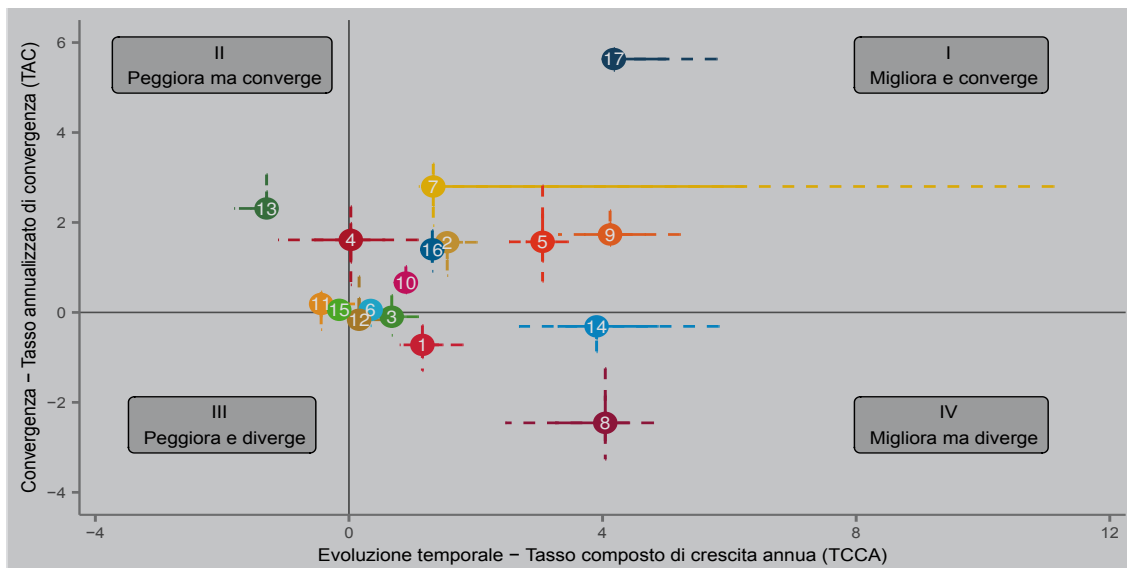 Convergenza – Tasso annualizzato di convergenza (TAC)
6
4
2
0
−2
−4
II
Peggiora ma converge
I
Migliora e converge
17
7
13
4
16
2
5
9
10
11
15
6
12
3
1
14
8
III
Peggiora e diverge
IV
Migliora ma diverge
−4
0
4
8
12
Evoluzione temporale – Tasso composto di crescita annua (TCCA)